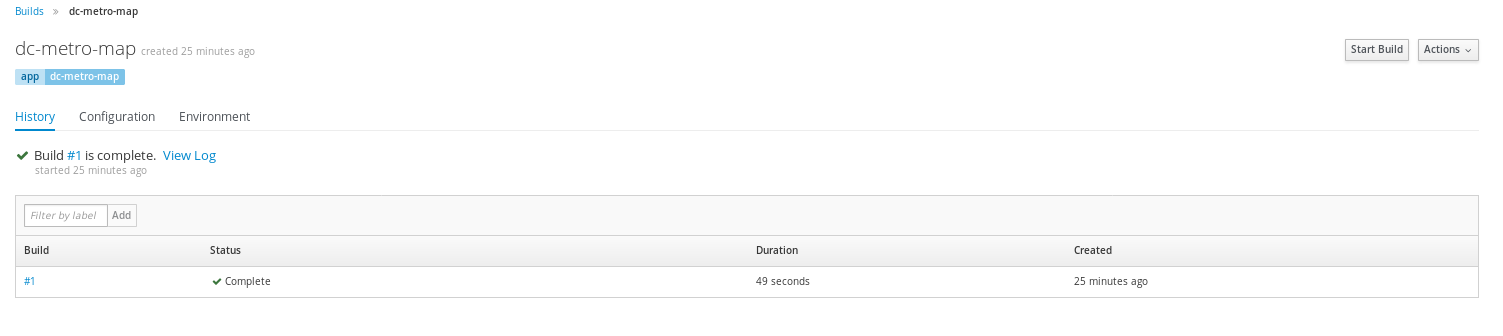 Builds » dc-metro-map
dc-metro-map created 25 minutes ago
Start Build Actions
app dc-metro-map
History Configuration Environment
Build #1 is complete. View Log
started 25 minutes ago
Filter by label Add
Build Status Duration Created
#1 Complete 49 seconds 25 minutes ago